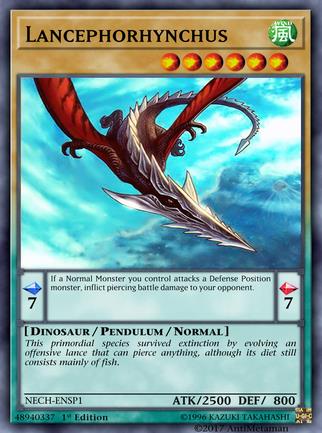 LANCEPHORHYNCHUS
WIND
風
If a Normal Monster you control attacks a Defense Position
monster, inflict piercing battle damage to your opponent.
7
7
[DINOSAUR / PENDULUM / NORMAL]
This primordial species survived extinction by evolving an
offensive lance that can pierce anything, although its diet still
consists mainly of fish.
NECH-ENSP1
ATK/2500 DEF/ 800
48940337 1st Edition
©1996 KAZUKI TAKAHASHI
©2017 AntiMetaman